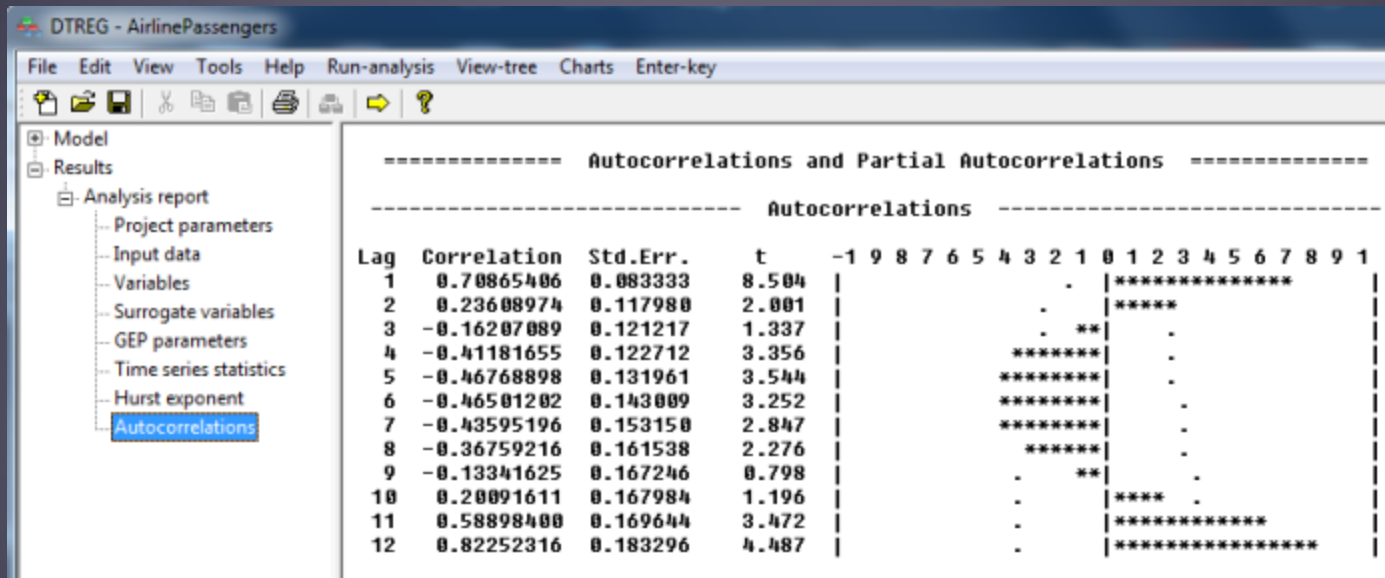 DTREG - AirlinePassengers
File Edit View Tools Help Run-analysis View-tree Charts Enter-key
Model
Results
Analysis report
Project parameters
Input data
Variables
Surrogate variables
GEP parameters
Time series statistics
Hurst exponent
Autocorrelations
============== Autocorrelations and Partial Autocorrelations ==============
----------------------------- Autocorrelations ------------------------------
Lag Correlation Std.Err. t -1 9 8 7 6 5 4 3 2 1 0 1 2 3 4 5 6 7 8 9 1
1 0.70865406 0.083333 8.504 | . |************** |
2 0.23608974 0.117980 2.001 | . |***** |
3 -0.16207089 0.121217 1.337 | . **| . |
4 -0.41181655 0.122712 3.356 | *******| . |
5 -0.46768898 0.131961 3.544 | ********| . |
6 -0.46501202 0.143009 3.252 | ********| . |
7 -0.43595196 0.153150 2.847 | ********| . |
8 -0.36759216 0.161538 2.276 | ******| . |
9 -0.13341625 0.167246 0.798 | . **| . |
10 0.20091611 0.167984 1.196 | . |**** . |
11 0.58898400 0.169644 3.472 | . |************ |
12 0.82252316 0.183296 4.487 | . |**************** |